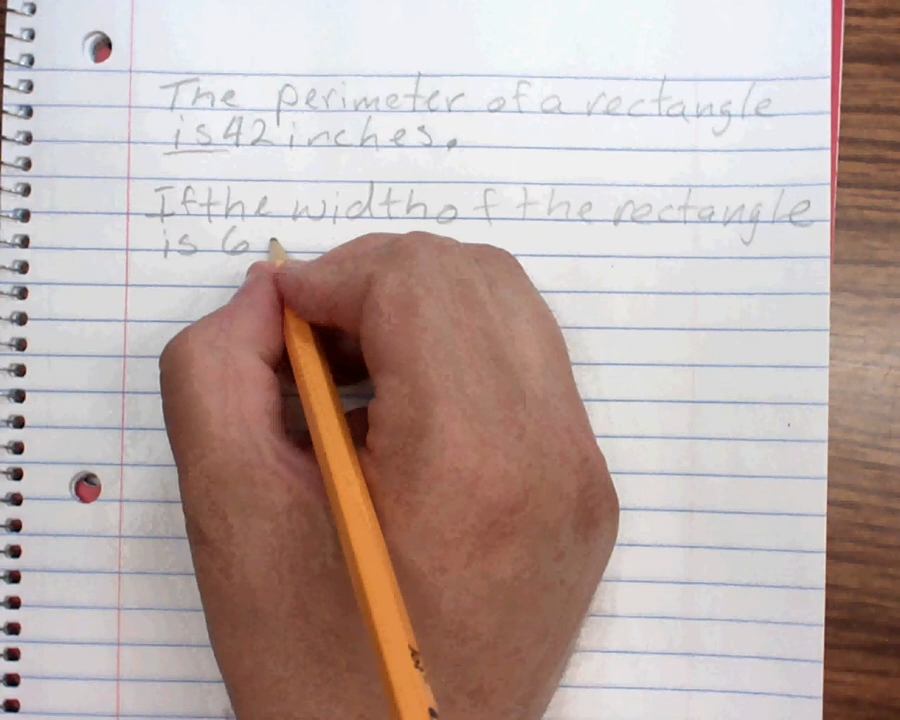 The perimeter of a rectangle
is 42 inches.
If the width of the rectangle
is 6